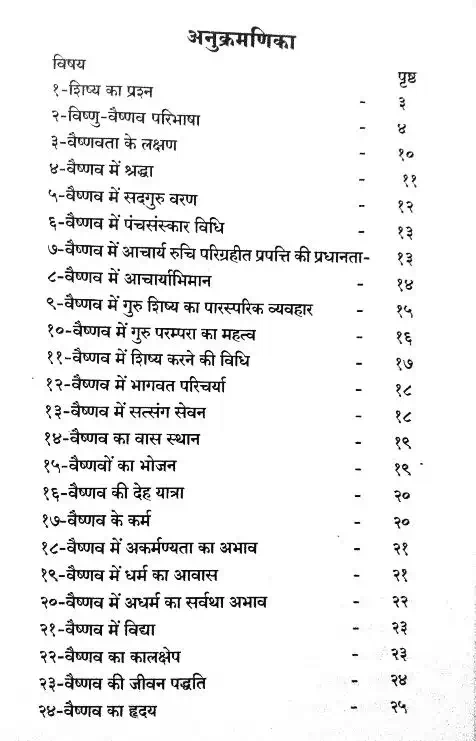 अनुक्रमणिका
विषय पृष्ठ
१-शिष्य का प्रश्न - ३
२-विष्णु-वैष्णव परिभाषा - ४
३-वैष्णवता के लक्षण - १०
४-वैष्णव में श्रद्धा - ११
५-वैष्णव में सदगुरु वरण - १२
६-वैष्णव में पंचसंस्कार विधि - १३
७-वैष्णव में आचार्य रुचि परिग्रहीत प्रपत्ति की प्रधानता- १३
८-वैष्णव में आचार्याभिमान - १४
९-वैष्णव में गुरु शिष्य का पारस्परिक व्यवहार - १५
१०-वैष्णव में गुरु परम्परा का महत्व - १६
११-वैष्णव में शिष्य करने की विधि - १७
१२-वैष्णव में भागवत परिचर्या - १८
१३-वैष्णव में सत्संग सेवन - १८
१४-वैष्णव का वास स्थान - १९
१५-वैष्णवों का भोजन - १९
१६-वैष्णव की देह यात्रा - २०
१७-वैष्णव के कर्म - २०
१८-वैष्णव में अकर्मण्यता का अभाव - २१
१९-वैष्णव में धर्म का आवास - २१
२०-वैष्णव में अधर्म का सर्वथा अभाव - २२
२१-वैष्णव में विद्या - २३
२२-वैष्णव का कालक्षेप - २३
२३-वैष्णव की जीवन पद्धति - २४
२४-वैष्णव का हृदय - २५